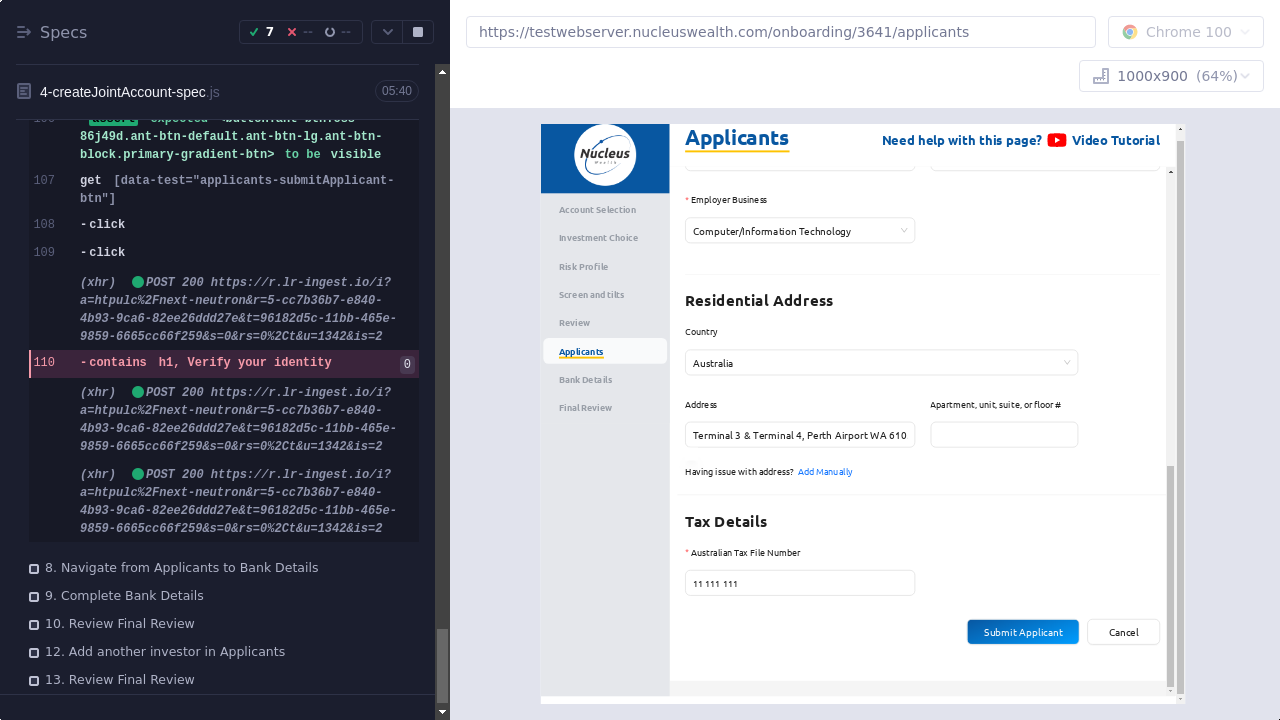 Specs
7
--
--
4-createJointAccount-spec.js
05:40
86j49d.ant-btn-default.ant-btn-lg.ant-btn-
block.primary-gradient-btn> to be visible
107 get [data-test="applicants-submitApplicant-
btn"]
108 -click
109 -click
(xhr) POST 200 https://r.lr-ingest.io/i?
a=htpulc%2Fnext-neutron&r=5-cc7b36b7-e840-
4b93-9ca6-82ee26ddd27e&t=96182d5c-11bb-465e-
9859-6665cc66f259&s=0&rs=0%2Ct&u=1342&is=2
110 -contains h1, Verify your identity 0
(xhr) POST 200 https://r.lr-ingest.io/i?
a=htpulc%2Fnext-neutron&r=5-cc7b36b7-e840-
4b93-9ca6-82ee26ddd27e&t=96182d5c-11bb-465e-
9859-6665cc66f259&s=0&rs=0%2Ct&u=1342&is=2
(xhr) POST 200 https://r.lr-ingest.io/i?
a=htpulc%2Fnext-neutron&r=5-cc7b36b7-e840-
4b93-9ca6-82ee26ddd27e&t=96182d5c-11bb-465e-
9859-6665cc66f259&s=0&rs=0%2Ct&u=1342&is=2
8. Navigate from Applicants to Bank Details
9. Complete Bank Details
10. Review Final Review
12. Add another investor in Applicants
13. Review Final Review
https://testwebserver.nucleuswealth.com/onboarding/3641/applicants
Chrome 100
1000x900 (64%)
Nucleus
Wealth
Account Selection
Investment Choice
Risk Profile
Screen and tilts
Review
Applicants
Bank Details
Final Review
Applicants
Need help with this page? Video Tutorial
* Employer Business
Computer/Information Technology
Residential Address
Country
Australia
Address
Apartment, unit, suite, or floor #
Terminal 3 & Terminal 4, Perth Airport WA 610
Having issue with address? Add Manually
Tax Details
* Australian Tax File Number
11 111 111
Submit Applicant
Cancel